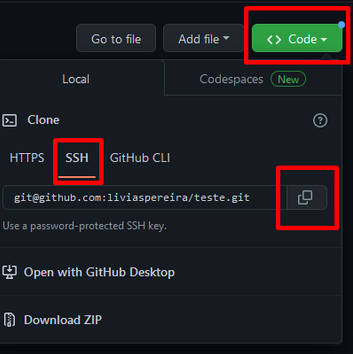 Go to file Add file Code
Local Codespaces New
Clone
HTTPS SSH GitHub CLI
git@github.com:liviaspereira/teste.git
Use a password-protected SSH key.
Open with GitHub Desktop
Download ZIP